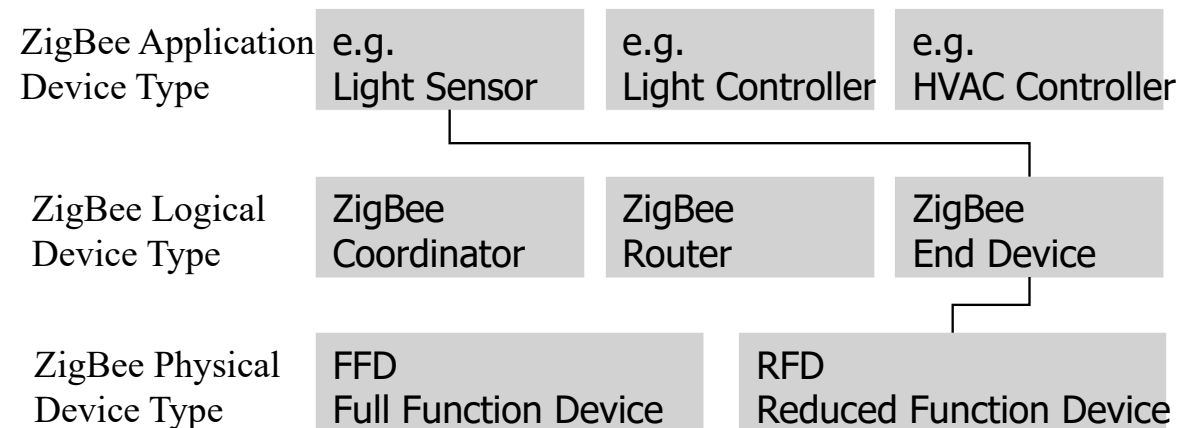 ZigBee Application
Device Type
e.g.
Light Sensor
e.g.
Light Controller
e.g.
HVAC Controller
ZigBee Logical
Device Type
ZigBee
Coordinator
ZigBee
Router
ZigBee
End Device
ZigBee Physical
Device Type
FFD
Full Function Device
RFD
Reduced Function Device